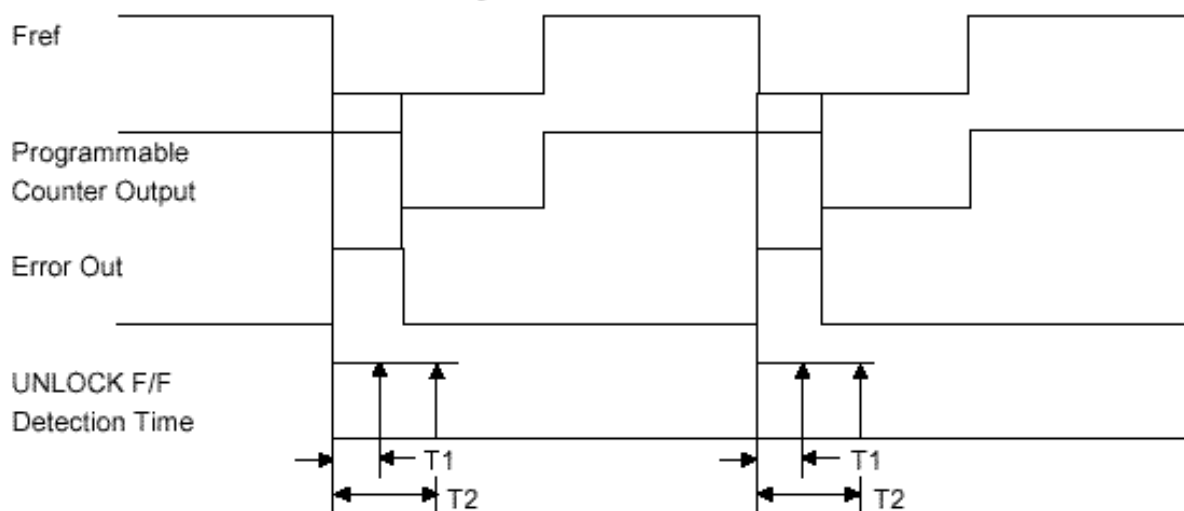 Fref
Programmable
Counter Output
Error Out
UNLOCK F/F
Detection Time
T1
T1
T2
T2